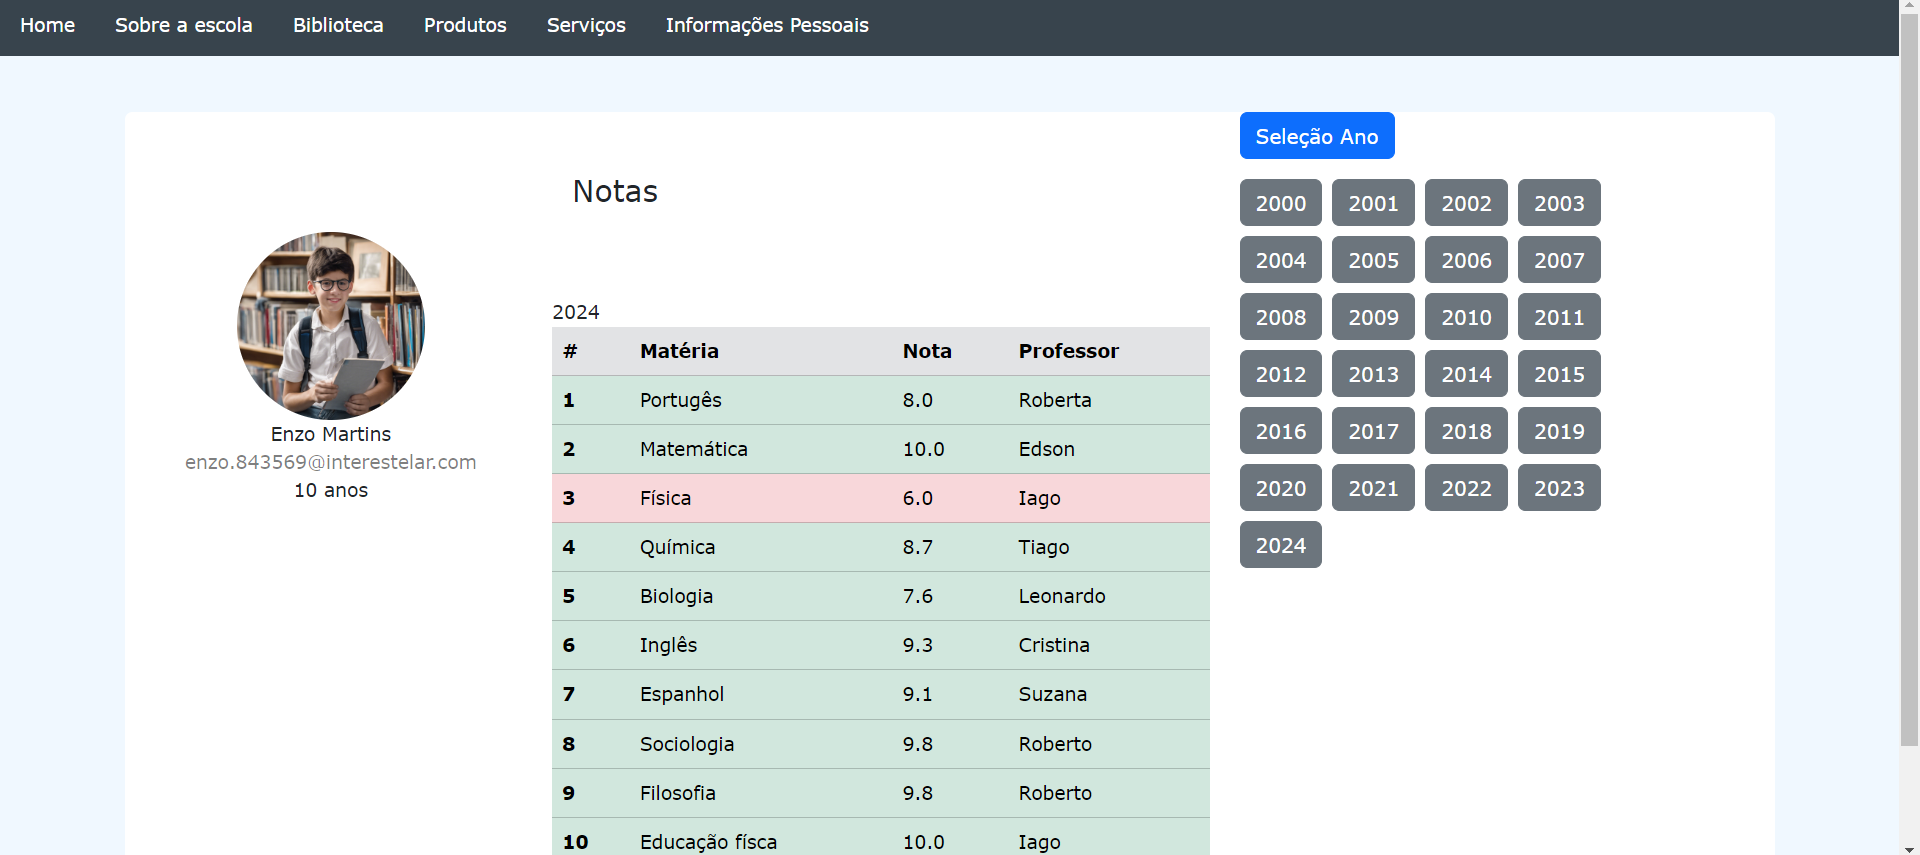 Home Sobre a escola Biblioteca Produtos Serviços Informações Pessoais
Enzo Martins
enzo.843569@interestelar.com
10 anos
Notas
2024
# Matéria Nota Professor
1 Portugês 8.0 Roberta
2 Matemática 10.0 Edson
3 Física 6.0 Iago
4 Química 8.7 Tiago
5 Biologia 7.6 Leonardo
6 Inglês 9.3 Cristina
7 Espanhol 9.1 Suzana
8 Sociologia 9.8 Roberto
9 Filosofia 9.8 Roberto
10 Educação físca 10.0 Iago
Seleção Ano
2000 2001 2002 2003
2004 2005 2006 2007
2008 2009 2010 2011
2012 2013 2014 2015
2016 2017 2018 2019
2020 2021 2022 2023
2024